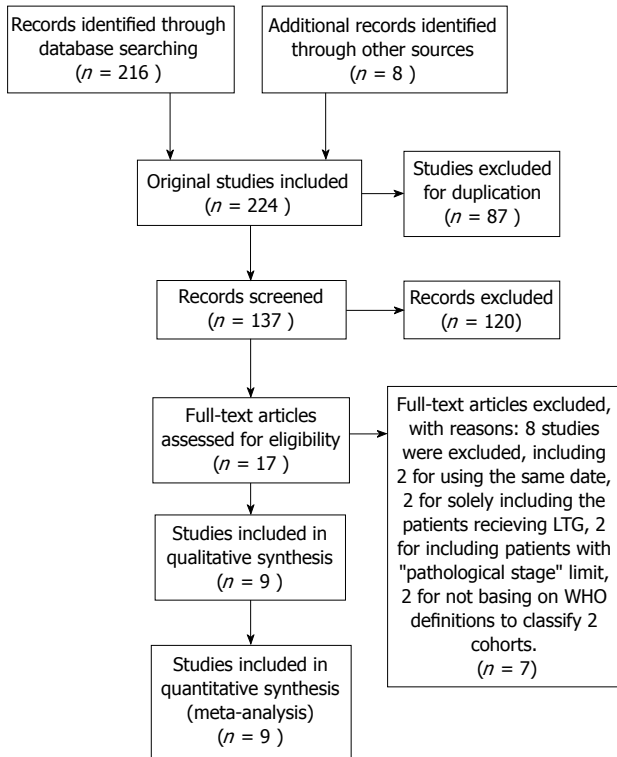 Records identified through
database searching
(n = 216 )
Additional records identified
through other sources
(n = 8 )
Original studies included
(n = 224 )
Studies excluded
for duplication
(n = 87 )
Records screened
(n = 137 )
Records excluded
(n = 120)
Full-text articles
assessed for eligibility
(n = 17 )
Full-text articles excluded,
with reasons: 8 studies
were excluded, including
2 for using the same date,
2 for solely including the
patients recieving LTG, 2
for including patients with
"pathological stage" limit,
2 for not basing on WHO
definitions to classify 2
cohorts.
(n = 7)
Studies included in
qualitative synthesis
(n = 9 )
Studies included in
quantitative synthesis
(meta-analysis)
(n = 9 )